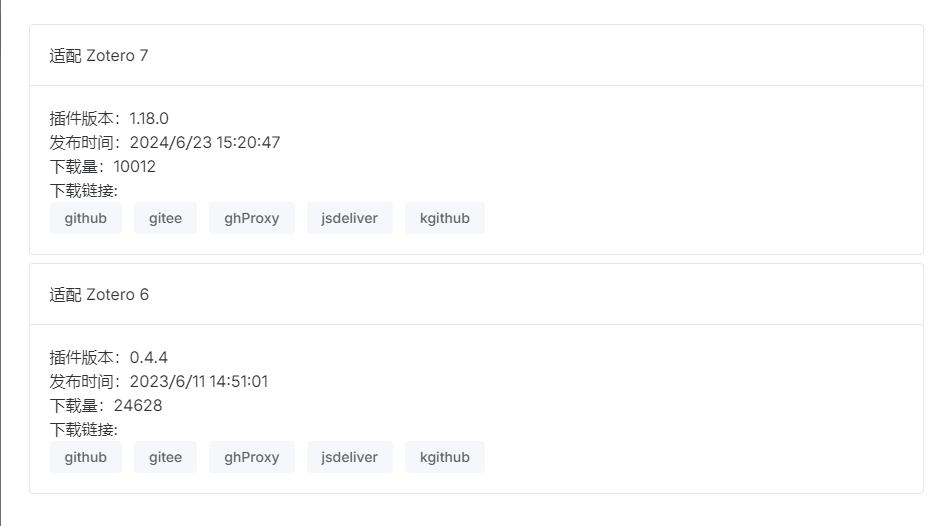 适配 Zotero 7
插件版本：1.18.0
发布时间：2024/6/23 15:20:47
下载量：10012
下载链接:
github gitee ghProxy jsdeliver kgithub
适配 Zotero 6
插件版本：0.4.4
发布时间：2023/6/11 14:51:01
下载量：24628
下载链接:
github gitee ghProxy jsdeliver kgithub